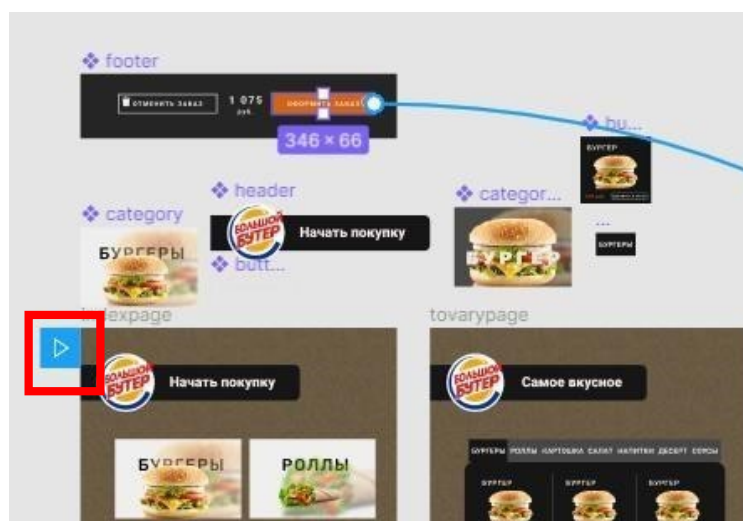 footer
ОТМЕНИТЬ ЗАКАЗ
1 075
руб.
ОФОРМИТЬ ЗАКАЗ
346 × 66
bu...
БУРГЕР
header
category
БУРГЕРЫ
БОЛЬШОЙ
БУТЕР
Начать покупку
butt...
categor...
БУРГЕР
...
БУРГЕРЫ
tovarypage
БОЛЬШОЙ
БУТЕР
Начать покупку
БОЛЬШОЙ
БУТЕР
Самое вкусное
БУРГЕРЫ
РОЛЛЫ
БУРГЕРЫ РОЛЛЫ КАРТОШКА САЛАТ НАПИТКИ ДЕСЕРТ СОУСЫ
БУРГЕР
БУРГЕР
БУРГЕР